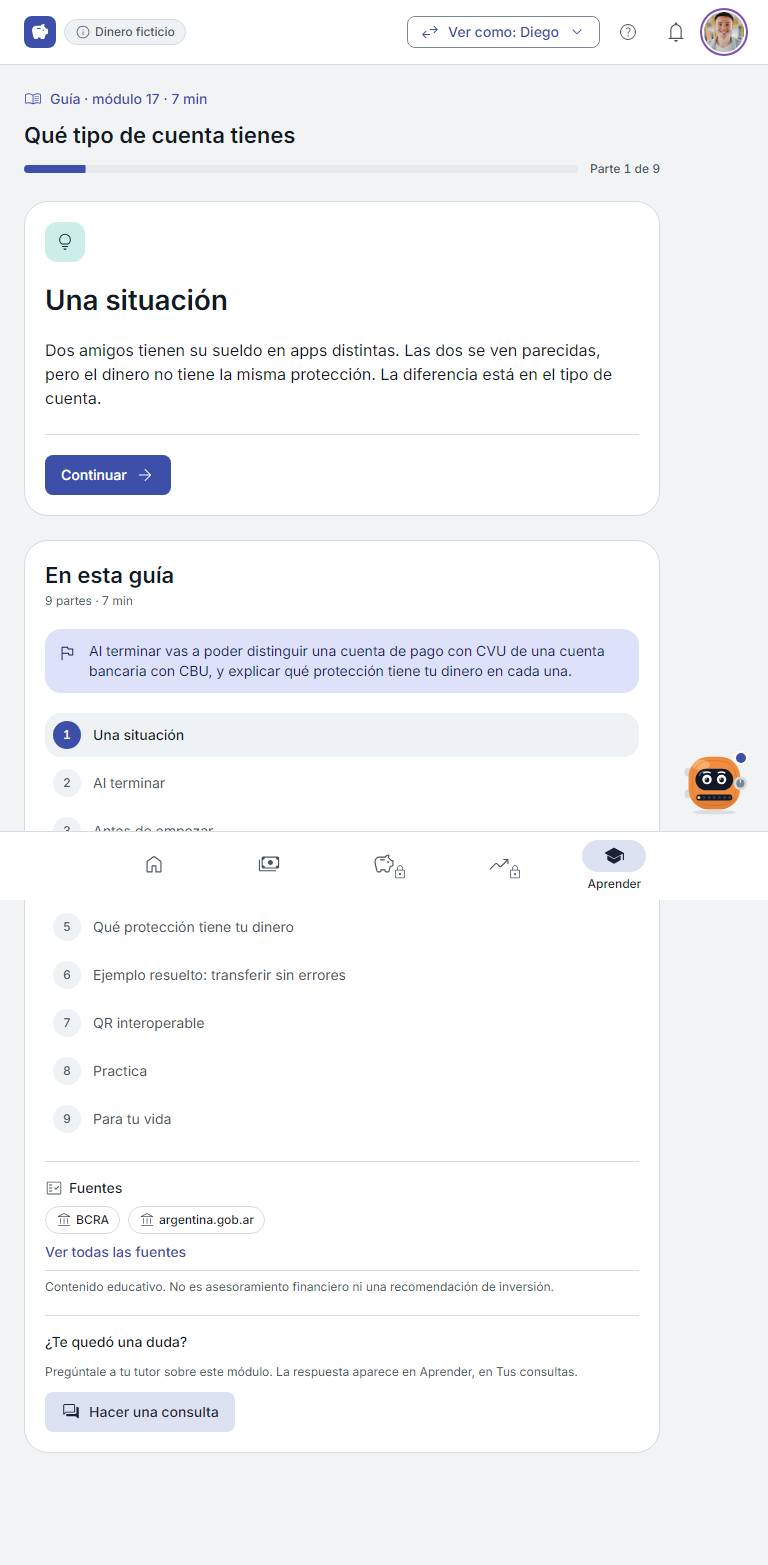 Dinero ficticio
Ver como: Diego
Guía · módulo 17 · 7 min
Qué tipo de cuenta tienes
Parte 1 de 9
Una situación
Dos amigos tienen su sueldo en apps distintas. Las dos se ven parecidas,
pero el dinero no tiene la misma protección. La diferencia está en el tipo de
cuenta.
Continuar
En esta guía
9 partes · 7 min
Al terminar vas a poder distinguir una cuenta de pago con CVU de una cuenta
bancaria con CBU, y explicar qué protección tiene tu dinero en cada una.
1 Una situación
2 Al terminar
3 Antes de empezar
Aprender
5 Qué protección tiene tu dinero
6 Ejemplo resuelto: transferir sin errores
7 QR interoperable
8 Practica
9 Para tu vida
Fuentes
BCRA argentina.gob.ar
Ver todas las fuentes
Contenido educativo. No es asesoramiento financiero ni una recomendación de inversión.
¿Te quedó una duda?
Pregúntale a tu tutor sobre este módulo. La respuesta aparece en Aprender, en Tus consultas.
Hacer una consulta